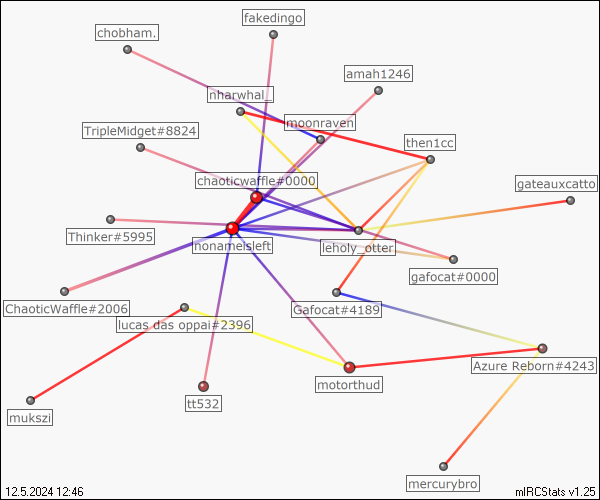 fakedingo
chobham.
amah1246
nharwhal_
moonraven
TripleMidget#8824
then1cc
chaoticwaffle#0000
gateauxcatto
Thinker#5995
nonameisleft
leholy_otter
gafocat#0000
ChaoticWaffle#2006
Gafocat#4189
lucas das oppai#2396
Azure Reborn#4243
motorthud
tt532
mukszi
mercurybro
12.5.2024 12:46
mIRCStats v1.25